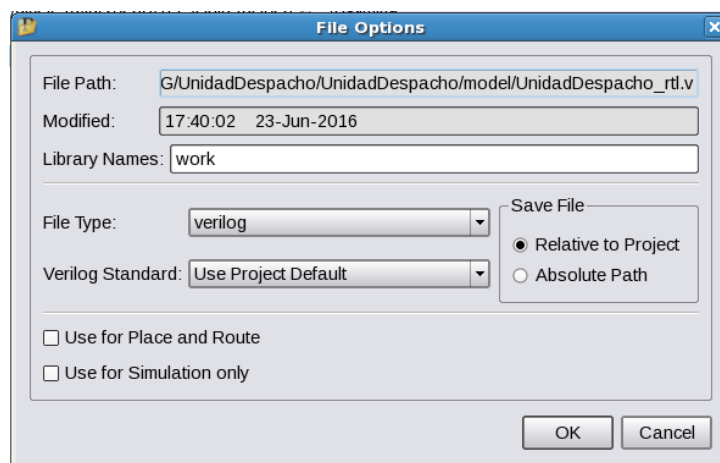 File Options
File Path: G/UnidadDespacho/UnidadDespacho/model/UnidadDespacho_rtl.v
Modified: 17:40:02 23-Jun-2016
Library Names: work
File Type: verilog
Save File
Relative to Project
Verilog Standard: Use Project Default
Absolute Path
Use for Place and Route
Use for Simulation only
OK Cancel